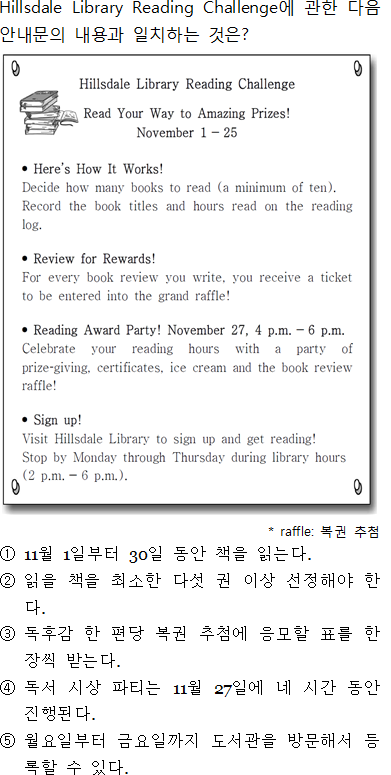 Hillsdale Library Reading Challenge에 관한 다음
안내문의 내용과 일치하는 것은?
Hillsdale Library Reading Challenge
Read Your Way to Amazing Prizes!
November 1 – 25
• Here's How It Works!
Decide how many books to read (a mininum of ten).
Record the book titles and hours read on the reading
log.
• Review for Rewards!
For every book review you write, you receive a ticket
to be entered into the grand raffle!
• Reading Award Party! November 27, 4 p.m. – 6 p.m.
Celebrate your reading hours with a party of
prize-giving, certificates, ice cream and the book review
raffle!
• Sign up!
Visit Hillsdale Library to sign up and get reading!
Stop by Monday through Thursday during library hours
(2 p.m. – 6 p.m.).
* raffle: 복권 추첨
① 11월 1일부터 30일 동안 책을 읽는다.
② 읽을 책을 최소한 다섯 권 이상 선정해야 한
다.
③ 독후감 한 편당 복권 추첨에 응모할 표를 한
장씩 받는다.
④ 독서 시상 파티는 11월 27일에 네 시간 동안
진행된다.
⑤ 월요일부터 금요일까지 도서관을 방문해서 등
록할 수 있다.